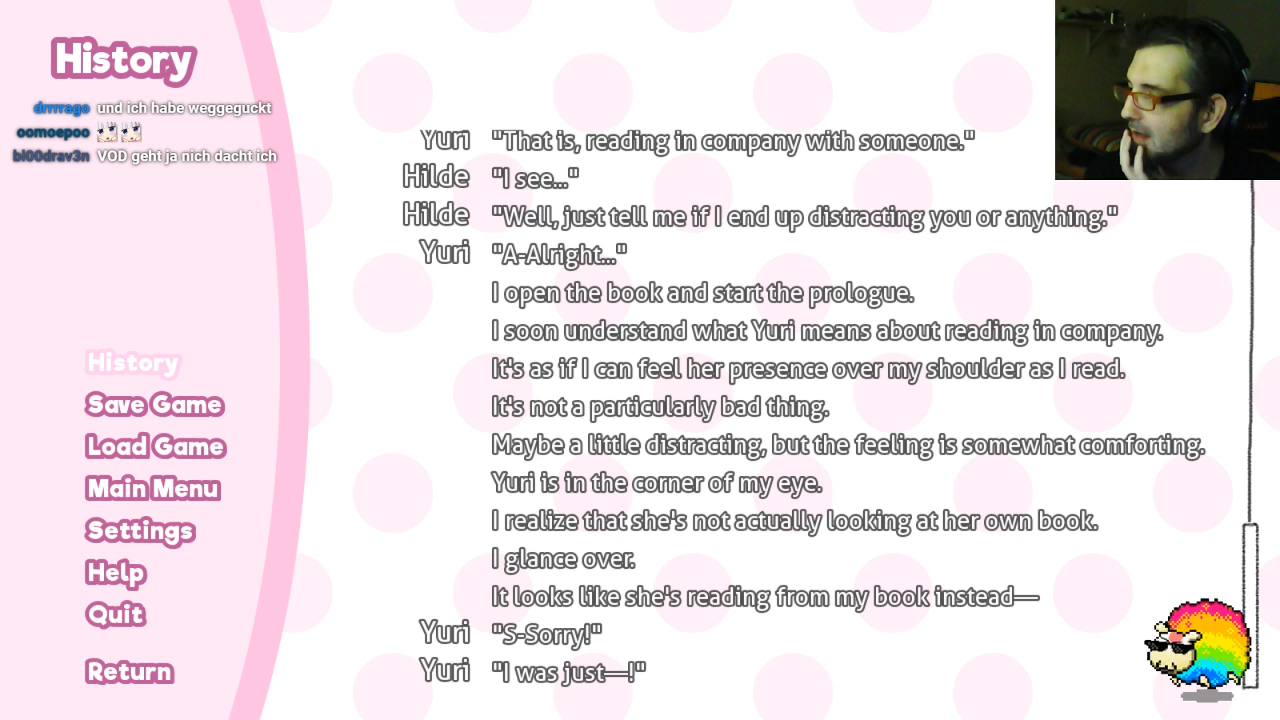 History
drrrrago und ich habe weggeguckt
oomoepoo
bl00drav3n VOD geht ja nich dacht ich
Yuri "That is, reading in company with someone."
Hilde "I see..."
Hilde "Well, just tell me if I end up distracting you or anything."
Yuri "A-Alright..."
I open the book and start the prologue.
I soon understand what Yuri means about reading in company.
It's as if I can feel her presence over my shoulder as I read.
It's not a particularly bad thing.
Maybe a little distracting, but the feeling is somewhat comforting.
Yuri is in the corner of my eye.
I realize that she's not actually looking at her own book.
I glance over.
It looks like she's reading from my book instead—
Yuri "S-Sorry!"
Yuri "I was just—!"
History
Save Game
Load Game
Main Menu
Settings
Help
Quit
Return